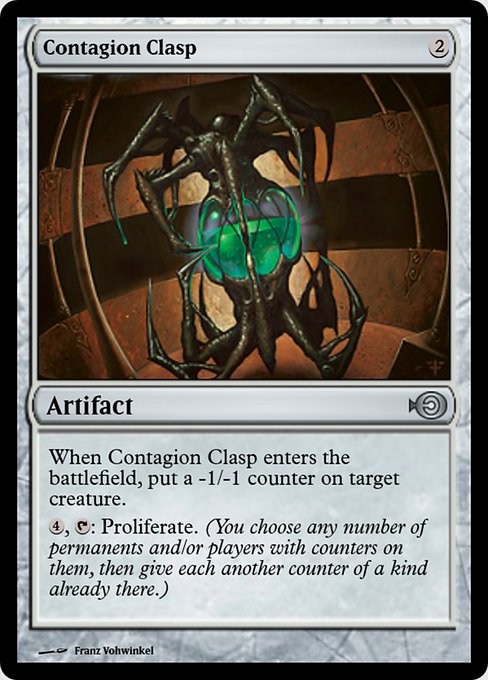 Contagion Clasp 2
Artifact
When Contagion Clasp enters the
battlefield, put a -1/-1 counter on target
creature.
4, : Proliferate. (You choose any number of
permanents and/or players with counters on
them, then give each another counter of a kind
already there.)
Franz Vohwinkel